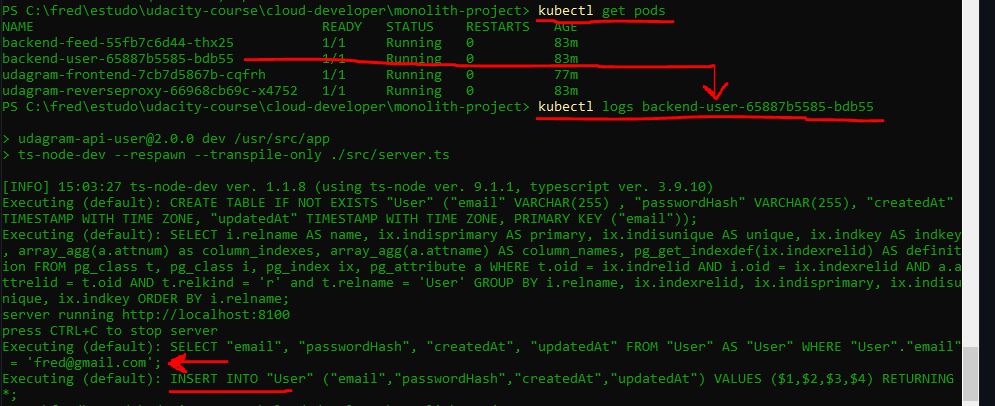 PS C:\fred\estudo\udacity-course\cloud-developer\monolith-project> kubectl get pods
NAME READY STATUS RESTARTS AGE
backend-feed-55fb7c6d44-thx25 1/1 Running 0 83m
backend-user-65887b5585-bdb55 1/1 Running 0 83m
udagram-frontend-7cb7d5867b-cqfrh 1/1 Running 0 77m
udagram-reverseproxy-66968cb69c-x4752 1/1 Running 0 83m
PS C:\fred\estudo\udacity-course\cloud-developer\monolith-project> kubectl logs backend-user-65887b5585-bdb55
> udagram-api-user@2.0.0 dev /usr/src/app
> ts-node-dev --respawn --transpile-only ./src/server.ts
[INFO] 15:03:27 ts-node-dev ver. 1.1.8 (using ts-node ver. 9.1.1, typescript ver. 3.9.10)
Executing (default): CREATE TABLE IF NOT EXISTS "User" ("email" VARCHAR(255) , "passwordHash" VARCHAR(255), "createdAt"
TIMESTAMP WITH TIME ZONE, "updatedAt" TIMESTAMP WITH TIME ZONE, PRIMARY KEY ("email"));
Executing (default): SELECT i.relname AS name, ix.indisprimary AS primary, ix.indisunique AS unique, ix.indkey AS indkey
, array_agg(a.attnum) as column_indexes, array_agg(a.attname) AS column_names, pg_get_indexdef(ix.indexrelid) AS definit
ion FROM pg_class t, pg_class i, pg_index ix, pg_attribute a WHERE t.oid = ix.indrelid AND i.oid = ix.indexrelid AND a.a
ttrelid = t.oid AND t.relkind = 'r' and t.relname = 'User' GROUP BY i.relname, ix.indexrelid, ix.indisprimary, ix.indisu
nique, ix.indkey ORDER BY i.relname;
server running http://localhost:8100
press CTRL+C to stop server
Executing (default): SELECT "email", "passwordHash", "createdAt", "updatedAt" FROM "User" AS "User" WHERE "User"."email"
= 'fred@gmail.com';
Executing (default): INSERT INTO "User" ("email","passwordHash","createdAt","updatedAt") VALUES ($1,$2,$3,$4) RETURNING
*;